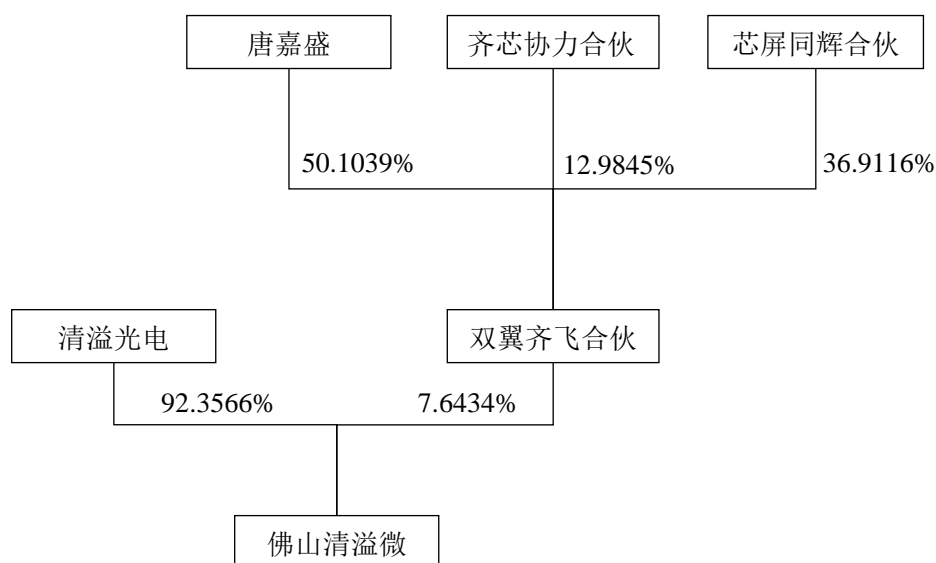 唐嘉盛
齐芯协力合伙
芯屏同辉合伙
50.1039%
12.9845%
36.9116%
清溢光电
双翼齐飞合伙
92.3566%
7.6434%
佛山清溢微